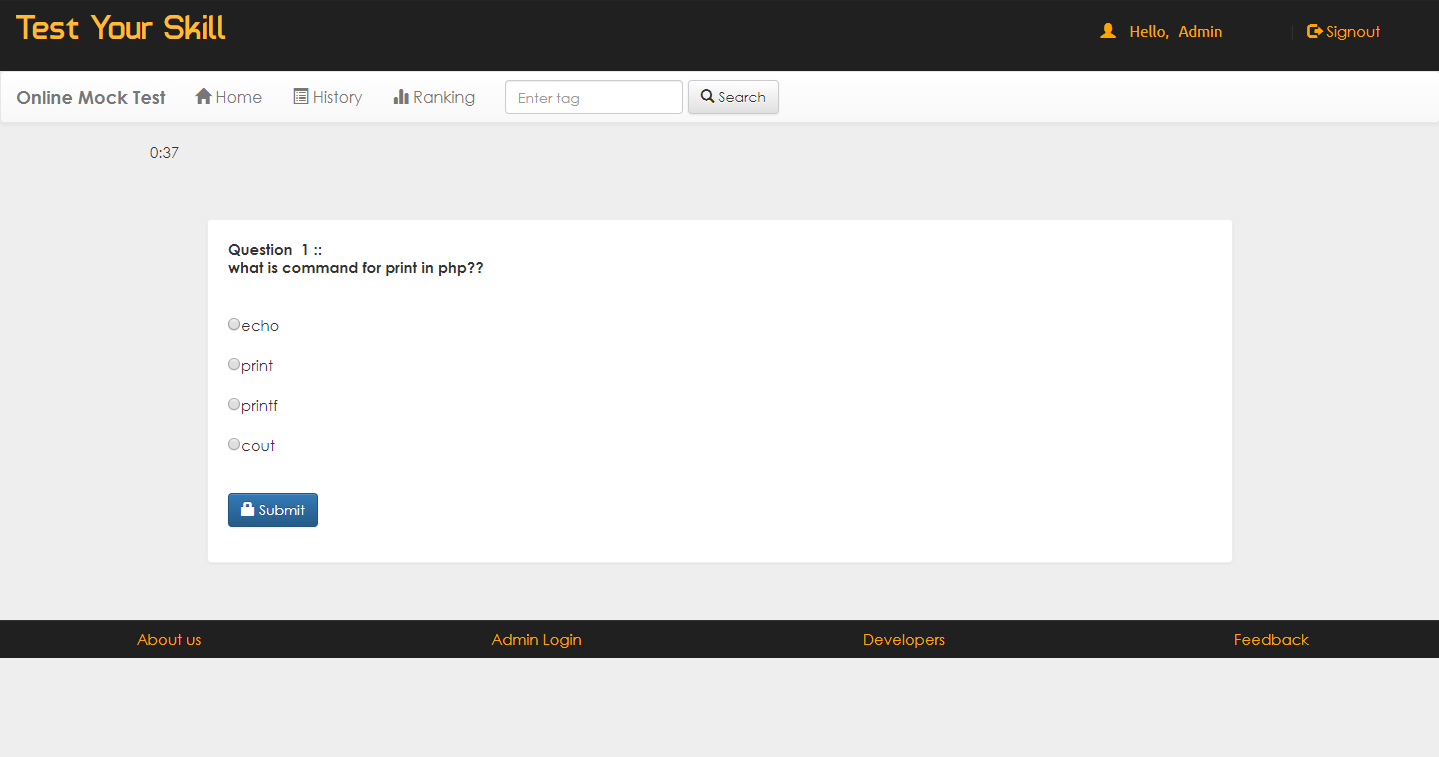 Test Your Skill
Hello, Admin
Signout
Online Mock Test
Home
History
Ranking
Enter tag
Search
0:37
Question 1 ::
what is command for print in php??
echo
print
printf
cout
Submit
About us
Admin Login
Developers
Feedback